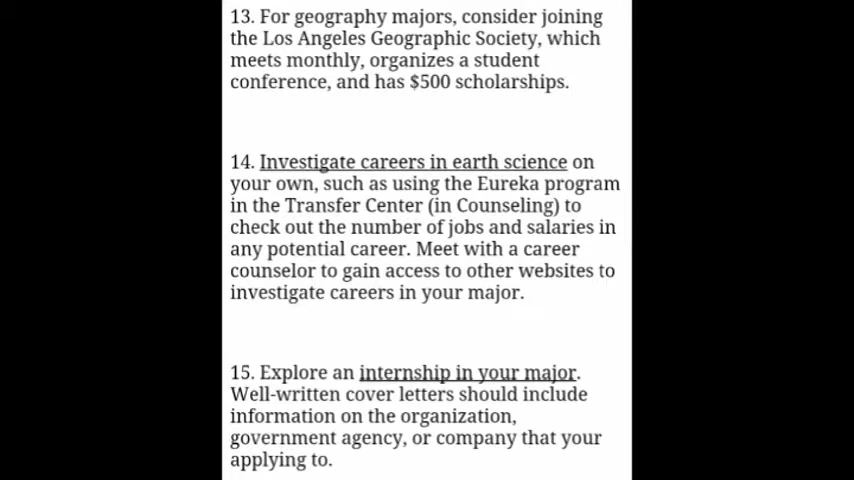 13. For geography majors, consider joining
the Los Angeles Geographic Society, which
meets monthly, organizes a student
conference, and has $500 scholarships.
14. Investigate careers in earth science on
your own, such as using the Eureka program
in the Transfer Center (in Counseling) to
check out the number of jobs and salaries in
any potential career. Meet with a career
counselor to gain access to other websites to
investigate careers in your major.
15. Explore an internship in your major.
Well-written cover letters should include
information on the organization,
government agency, or company that your
applying to.